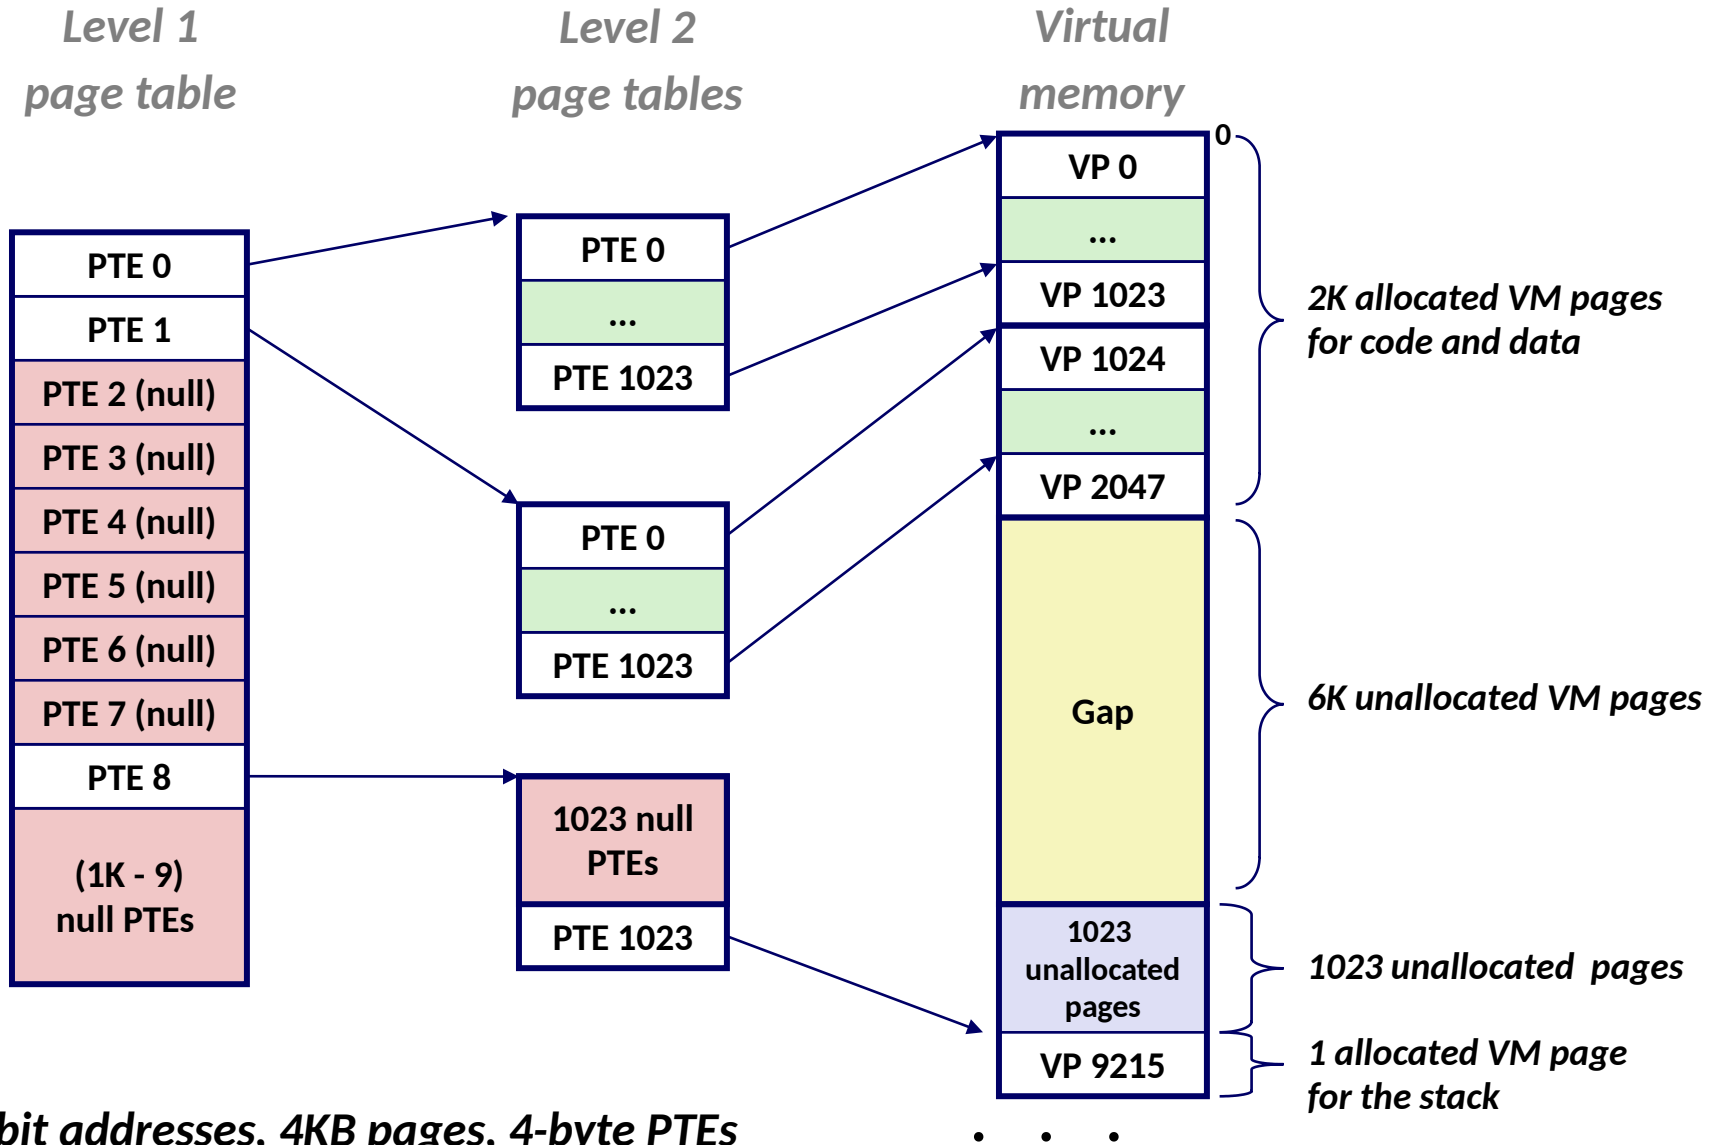 Level 1
page table
Level 2
page tables
Virtual
memory
0
PTE 0
PTE 1
PTE 2 (null)
PTE 3 (null)
PTE 4 (null)
PTE 5 (null)
PTE 6 (null)
PTE 7 (null)
PTE 8
(1K - 9)
null PTEs
PTE 0
...
PTE 1023
PTE 0
...
PTE 1023
1023 null
PTEs
PTE 1023
VP 0
...
VP 1023
VP 1024
...
VP 2047
Gap
1023
unallocated
pages
VP 9215
2K allocated VM pages
for code and data
6K unallocated VM pages
1023 unallocated pages
1 allocated VM page
for the stack
bit addresses, 4KB pages, 4-byte PTEs
. . .